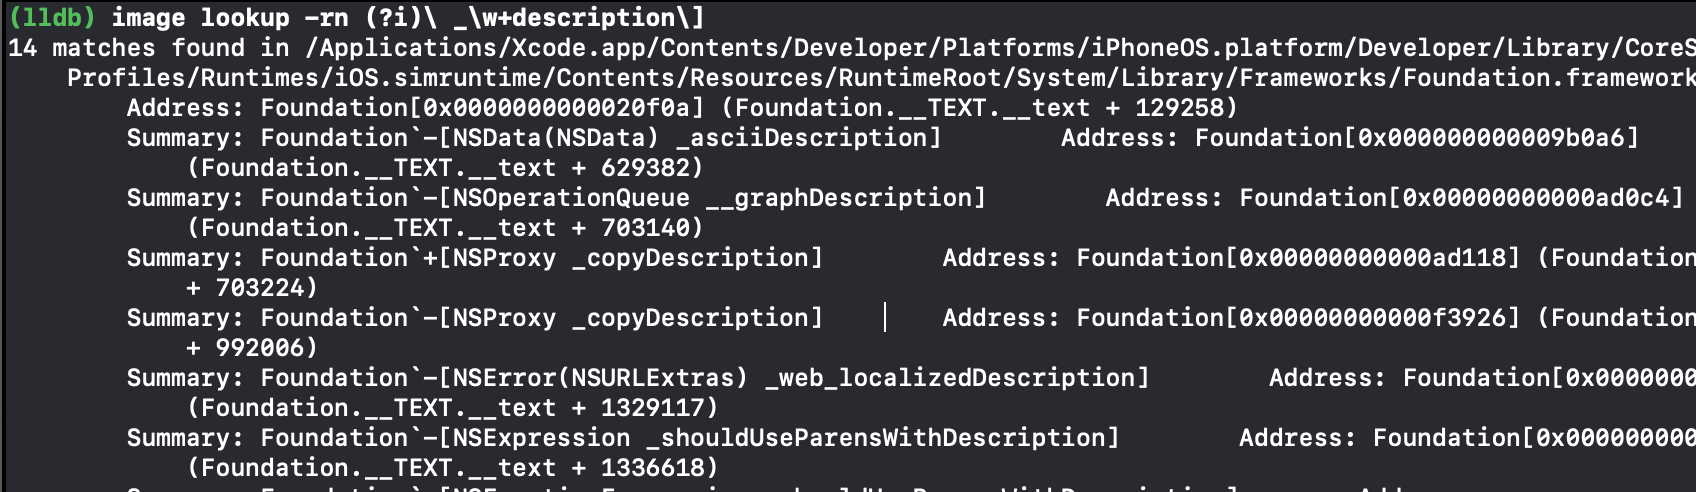 (lldb) image lookup -rn (?i)\ _\w+description\]
14 matches found in /Applications/Xcode.app/Contents/Developer/Platforms/iPhoneOS.platform/Developer/Library/CoreS
Profiles/Runtimes/iOS.simruntime/Contents/Resources/RuntimeRoot/System/Library/Frameworks/Foundation.framework
Address: Foundation[0x0000000000020f0a] (Foundation.__TEXT.__text + 129258)
Summary: Foundation`-[NSData(NSData) _asciiDescription]        Address: Foundation[0x000000000009b0a6]
(Foundation.__TEXT.__text + 629382)
Summary: Foundation`-[NSOperationQueue __graphDescription]        Address: Foundation[0x00000000000ad0c4]
(Foundation.__TEXT.__text + 703140)
Summary: Foundation`+[NSProxy _copyDescription]        Address: Foundation[0x00000000000ad118] (Foundation
+ 703224)
Summary: Foundation`-[NSProxy _copyDescription]        Address: Foundation[0x00000000000f3926] (Foundation
+ 992006)
Summary: Foundation`-[NSError(NSURLExtras) _web_localizedDescription]        Address: Foundation[0x0000000
(Foundation.__TEXT.__text + 1329117)
Summary: Foundation`-[NSExpression _shouldUseParensWithDescription]        Address: Foundation[0x000000000
(Foundation.__TEXT.__text + 1336618)